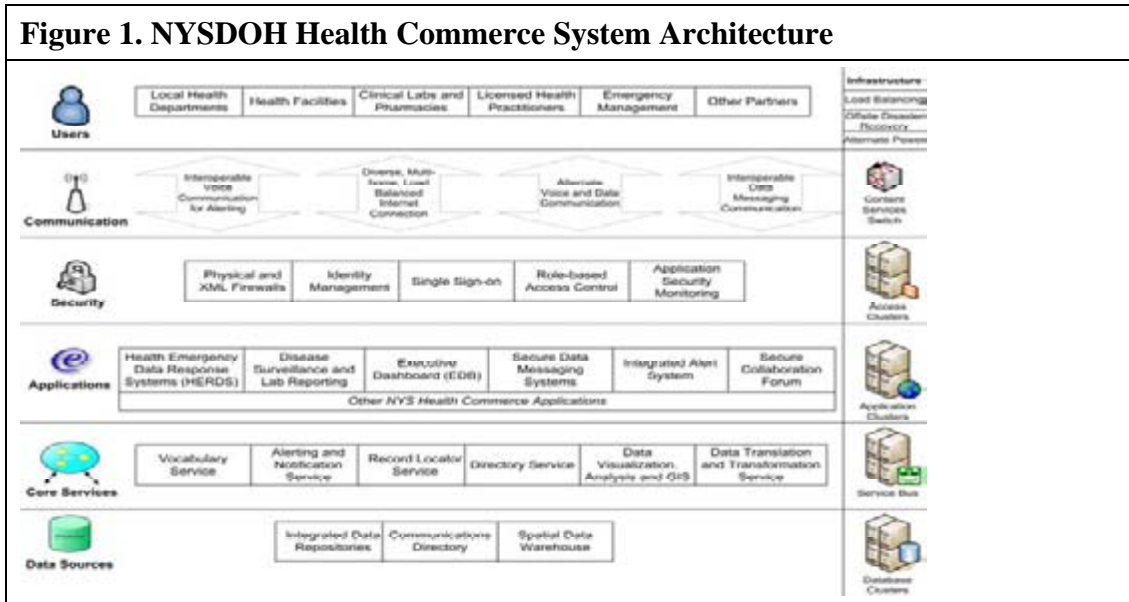 Figure 1. NYSDOH Health Commerce System Architecture
Infrastructure
Load Balancing
Offsite Disaster
Recovery
Alternate Power
Users
Local Health
Departments
Health Facilities
Clinical Labs and
Pharmacies
Licensed Health
Practitioners
Emergency
Management
Other Partners
Communication
Interoperable
Voice
Communication
for Alerting
Diverse, Multi-
home, Load
Balanced
Internet
Connection
Alternate
Voice and Data
Communication
Interoperable
Data
Messaging
Communication
Content
Services
Switch
Security
Physical and
XML Firewalls
Identity
Management
Single Sign-on
Role-based
Access Control
Application
Security
Monitoring
Access
Clusters
Applications
Health Emergency
Data Response
Systems (HERDS)
Disease
Surveillance and
Lab Reporting
Executive
Dashboard (EDB)
Secure Data
Messaging
Systems
Integrated Alert
System
Secure
Collaboration
Forum
Other NYS Health Commerce Applications
Application
Clusters
Core Services
Vocabulary
Service
Alerting and
Notification
Service
Record Locator
Service
Directory Service
Data
Visualization,
Analysis and GIS
Data Translation
and Transformation
Service
Service Bus
Data Sources
Integrated Data
Repositories
Communications
Directory
Spatial Data
Warehouse
Database
Clusters